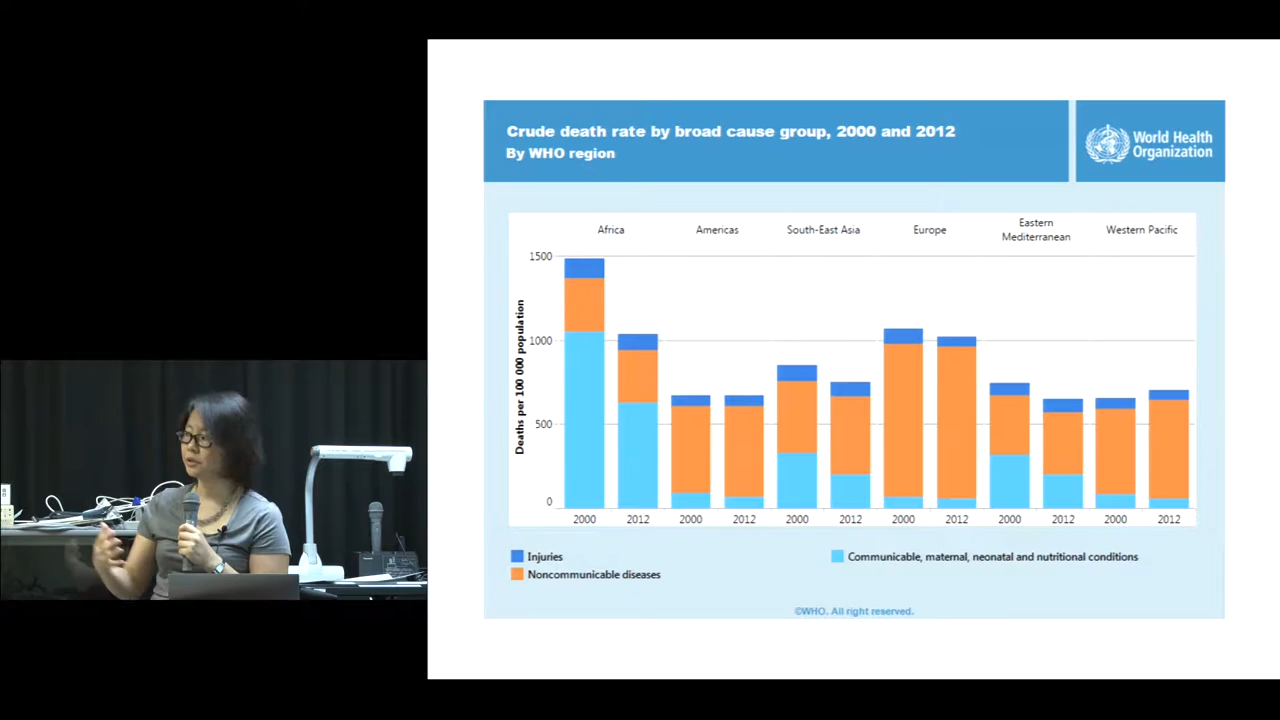 Crude death rate by broad cause group, 2000 and 2012
By WHO region
World Health
Organization
Africa
Americas
South-East Asia
Europe
Eastern
Mediterranean
Western Pacific
Deaths per 100 000 population
1500
1000
500
0
2000
2012
2000
2012
2000
2012
2000
2012
2000
2012
2000
2012
Injuries
Noncommunicable diseases
Communicable, maternal, neonatal and nutritional conditions
©WHO. All right reserved.